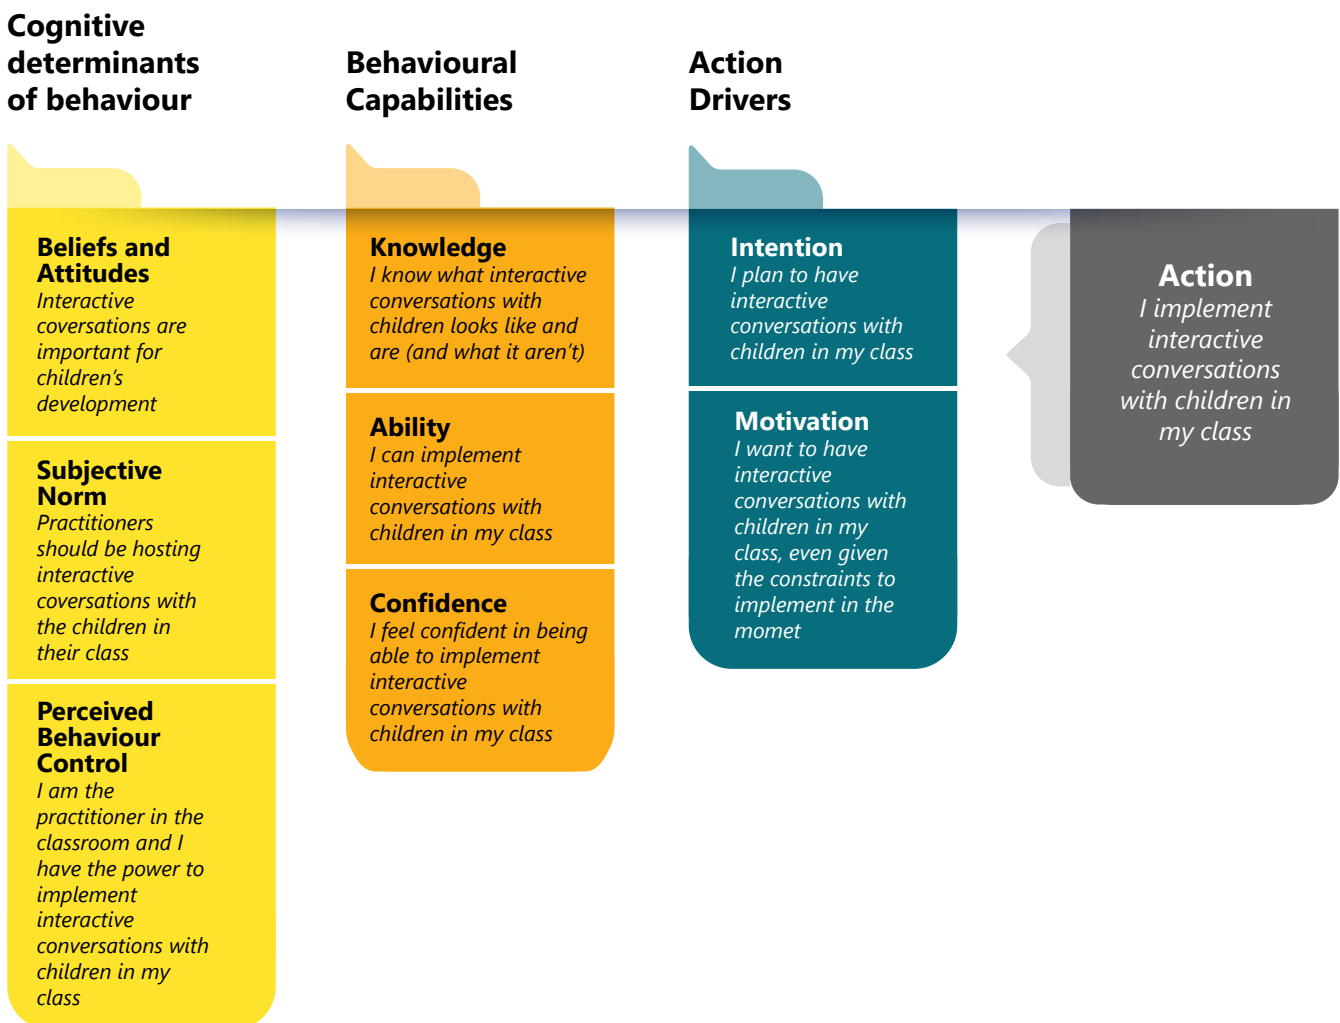 Cognitive
determinants
of behaviour
Behavioural
Capabilities
Action
Drivers
Beliefs and
Attitudes
Interactive
coversations are
important for
children's
development
Subjective
Norm
Practitioners
should be hosting
interactive
coversations with
the children in
their class
Perceived
Behaviour
Control
I am the
practitioner in the
classroom and I
have the power to
implement
interactive
conversations with
children in my
class
Knowledge
I know what interactive
conversations with
children looks like and
are (and what it aren't)
Ability
I can implement
interactive
conversations with
children in my class
Confidence
I feel confident in being
able to implement
interactive
conversations with
children in my class
Intention
I plan to have
interactive
conversations with
children in my class
Motivation
I want to have
interactive
conversations with
children in my
class, even given
the constraints to
implement in the
momet
Action
I implement
interactive
conversations
with children in
my class